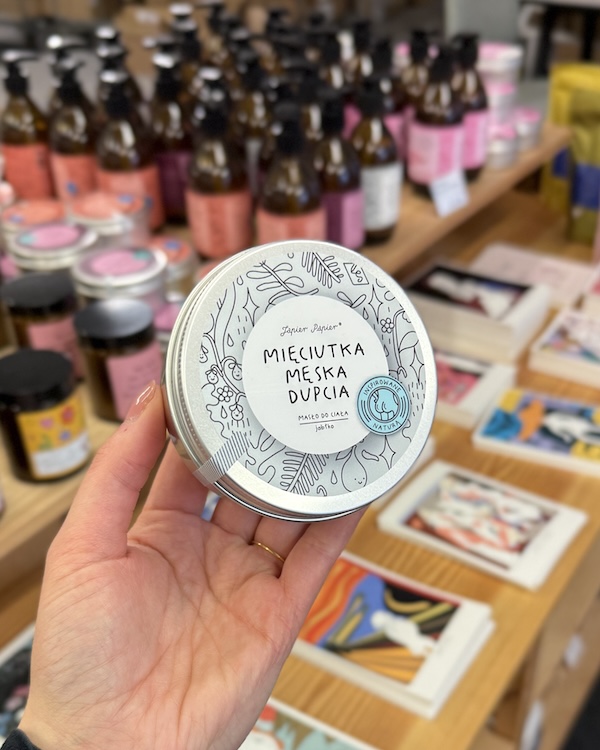 Papier Papier®
MIĘCIUTKA
MĘSKA
DUPCIA
MASŁO DO CIAŁA
jabłko
INSPIROWANE
NATURĄ